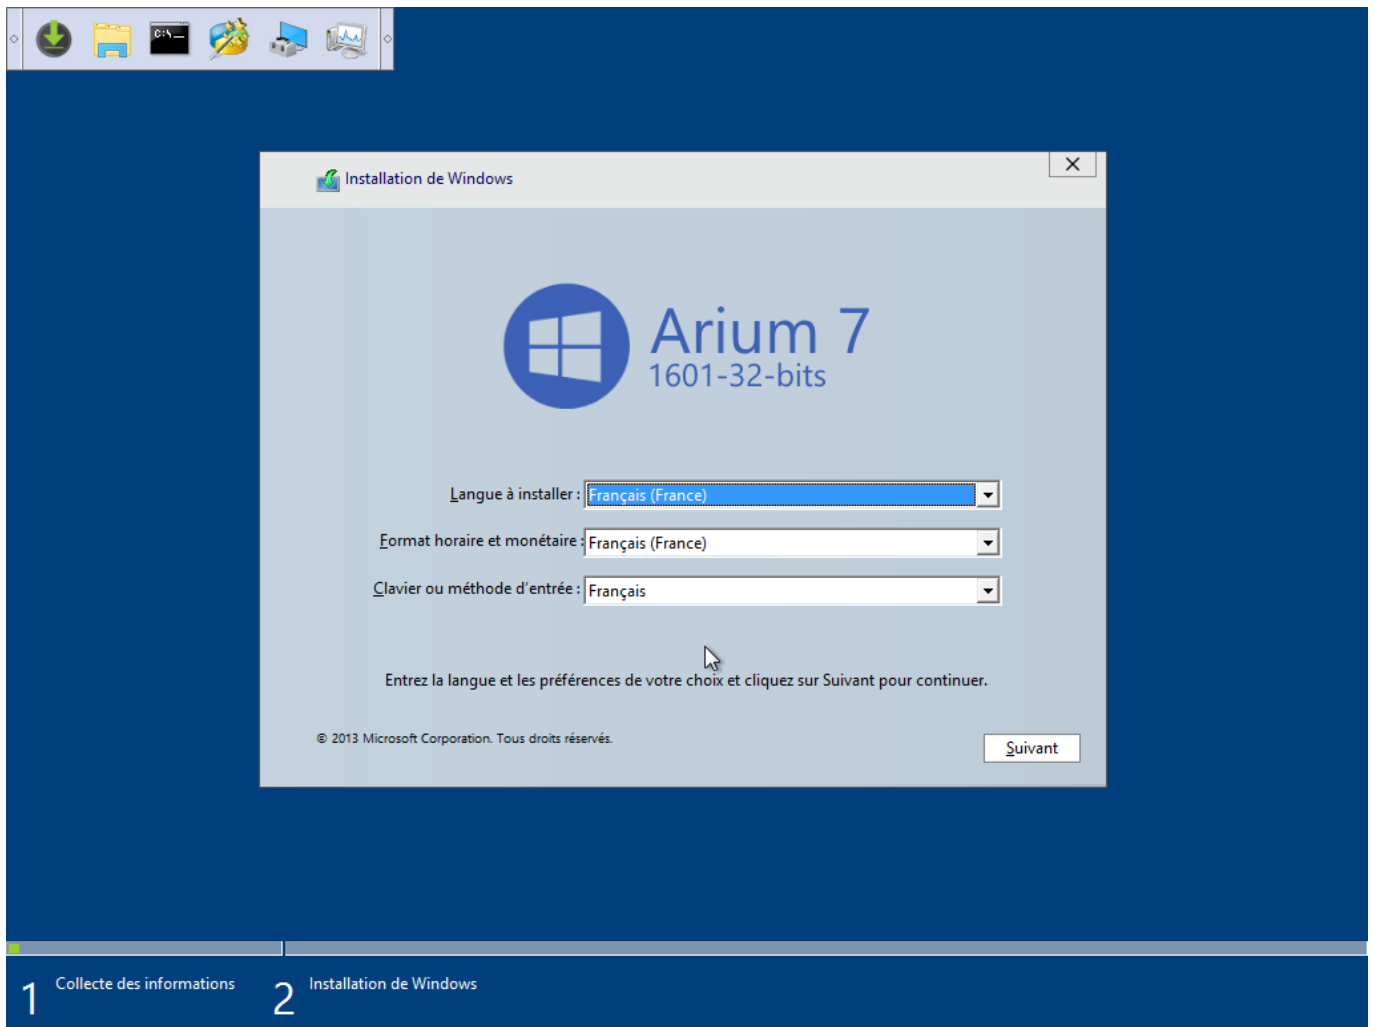 C:\_
Installation de Windows
Arium 7
1601-32-bits
Langue à installer : Français (France)
Format horaire et monétaire : Français (France)
Clavier ou méthode d'entrée : Français
Entrez la langue et les préférences de votre choix et cliquez sur Suivant pour continuer.
© 2013 Microsoft Corporation. Tous droits réservés.
Suivant
1 Collecte des informations
2 Installation de Windows